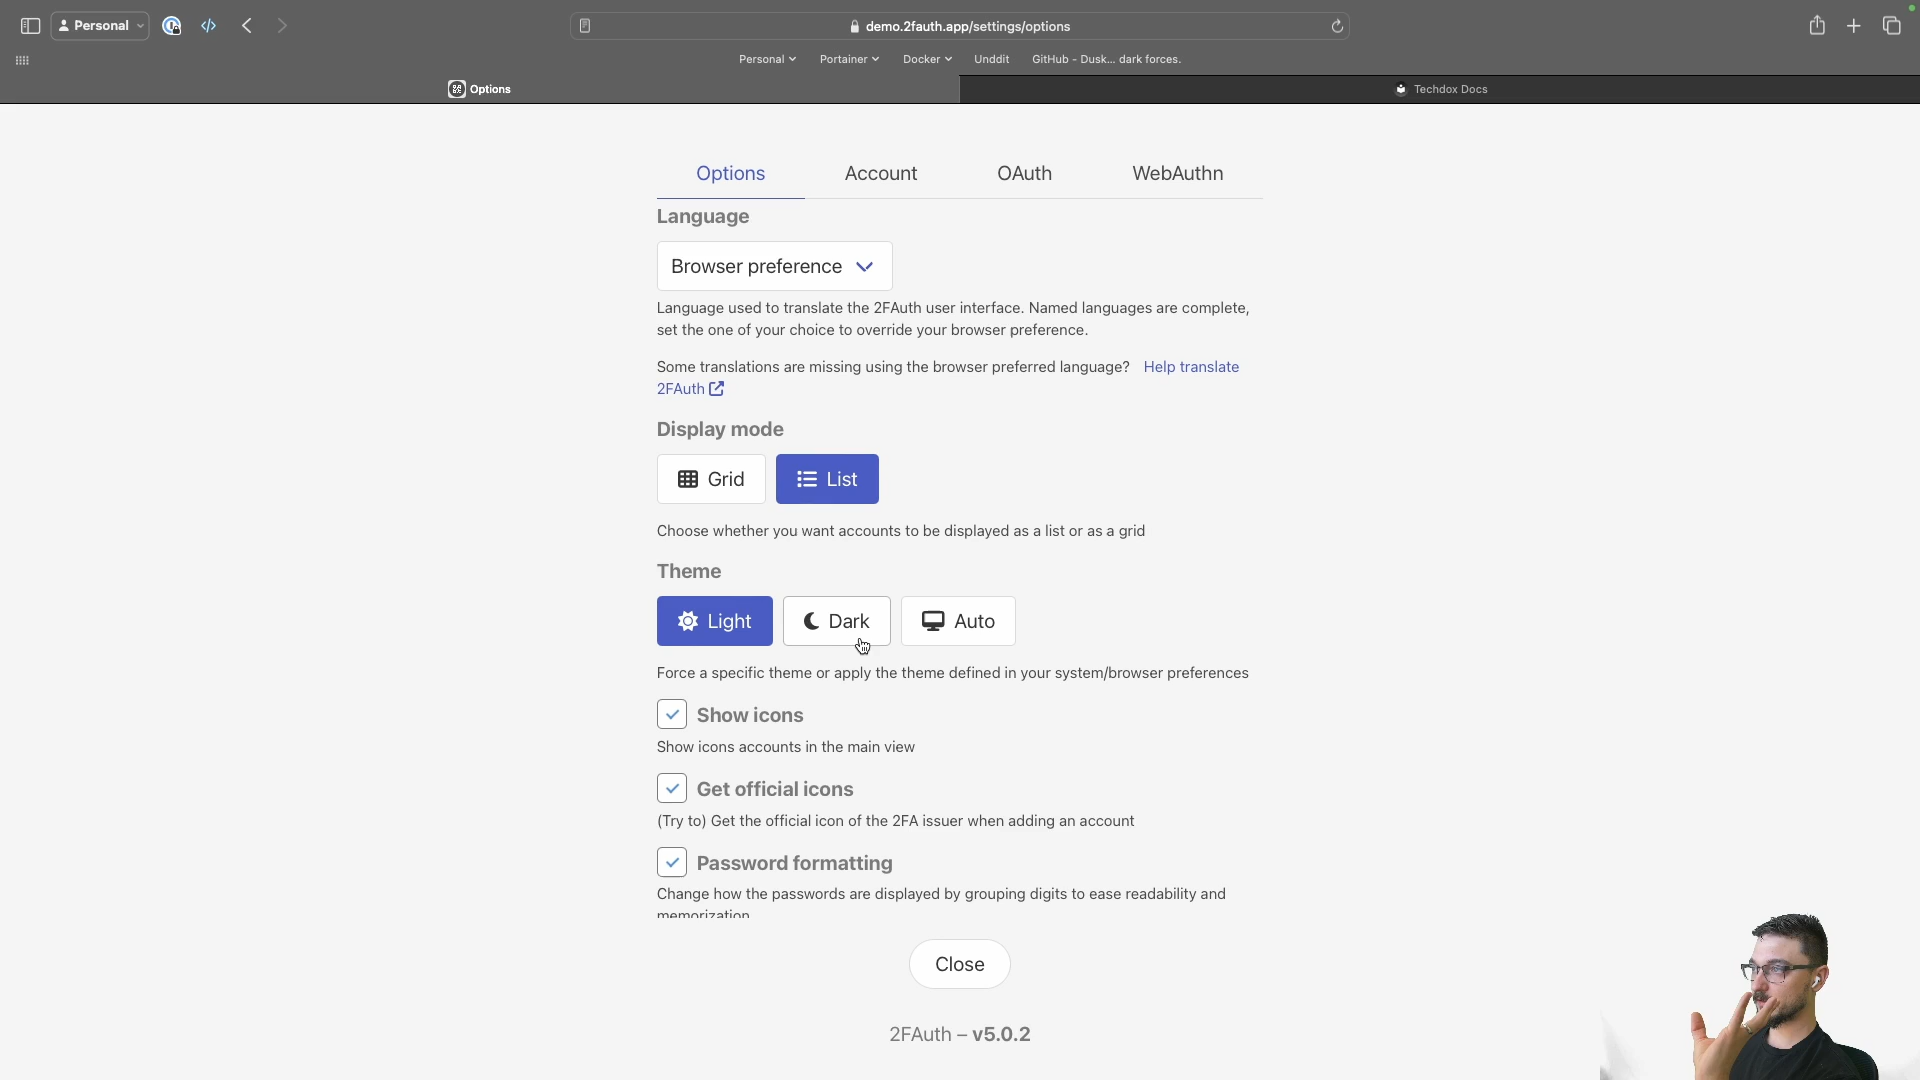 Personal
demo.2fauth.app/settings/options
Personal
Portainer
Docker
Unddit
GitHub - Dusk... dark forces.
Options
Techdox Docs
Options
Account
OAuth
WebAuthn
Language
Browser preference
Language used to translate the 2FAuth user interface. Named languages are complete,
set the one of your choice to override your browser preference.
Some translations are missing using the browser preferred language? Help translate
2FAuth
Display mode
Grid
List
Choose whether you want accounts to be displayed as a list or as a grid
Theme
Light
Dark
Auto
Force a specific theme or apply the theme defined in your system/browser preferences
Show icons
Show icons accounts in the main view
Get official icons
(Try to) Get the official icon of the 2FA issuer when adding an account
Password formatting
Change how the passwords are displayed by grouping digits to ease readability and
memorization
Close
2FAuth – v5.0.2